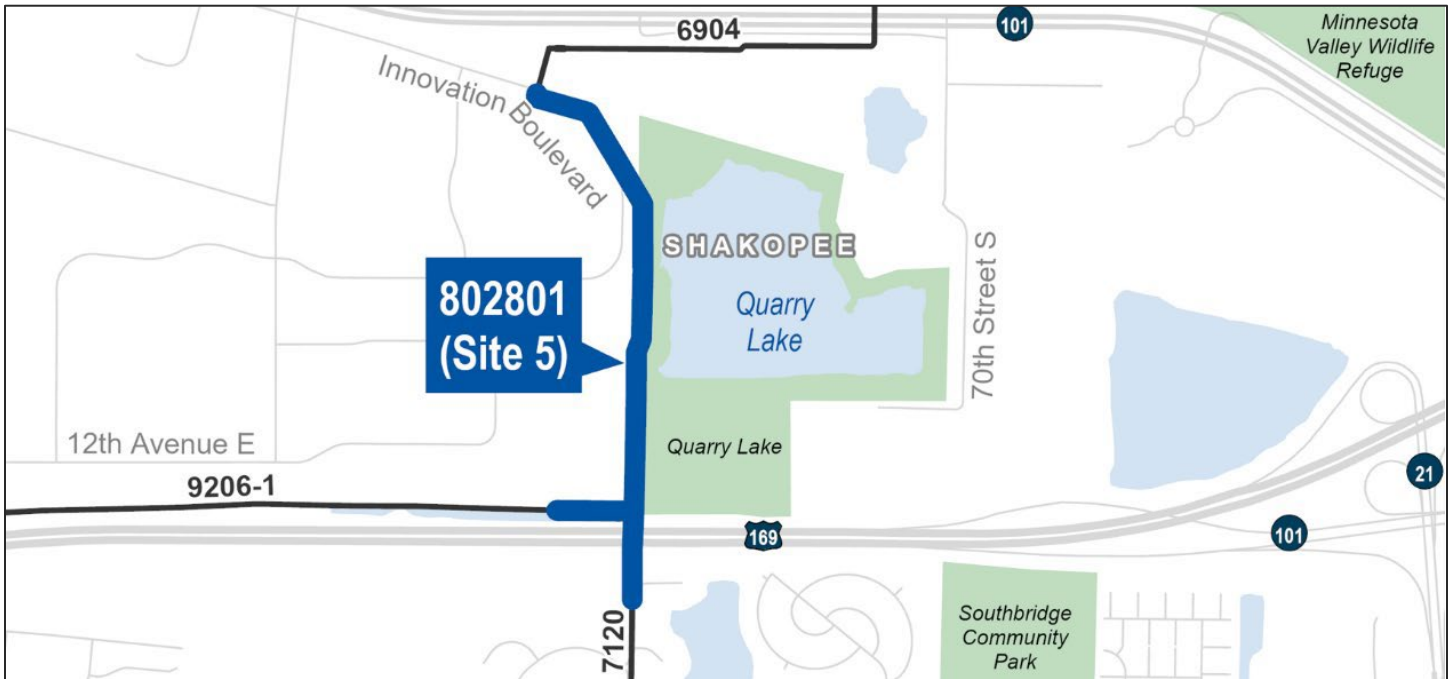 6904
101
Minnesota
Valley Wildlife
Refuge
Innovation Boulevard
SHAKOPEE
802801
(Site 5)
Quarry
Lake
70th Street S
12th Avenue E
Quarry Lake
9206-1
21
169
101
7120
Southbridge
Community
Park